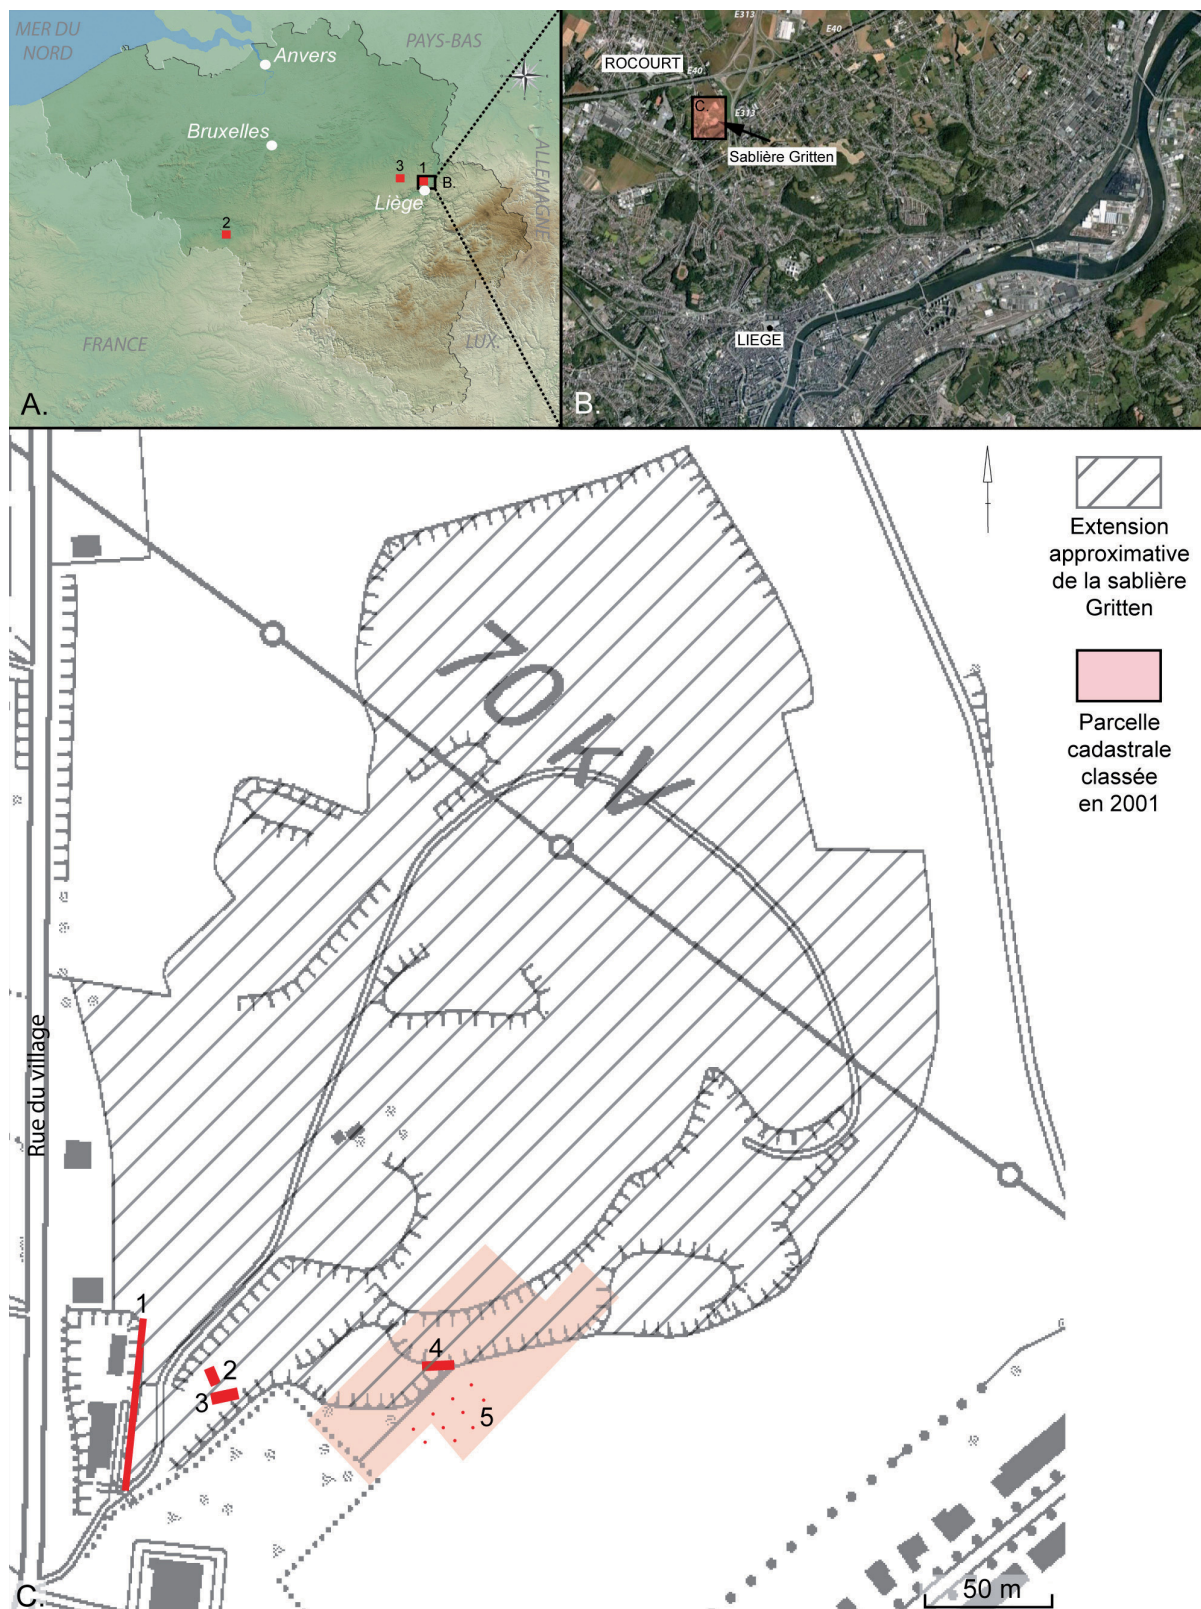 MER DU
NORD
Anvers
PAYS-BAS
Bruxelles
ALLEMAGNE
3
1
B.
Liège
2
FRANCE
LUX.
A.
E313
E40
ROCOURT
E40
C.
E313
Sablière Gritten
LIEGE
B.
Extension
approximative
de la sablière
Gritten
Parcelle
cadastrale
classée
en 2001
70 kV
Rue du village
1
2
3
4
5
C.
50 m